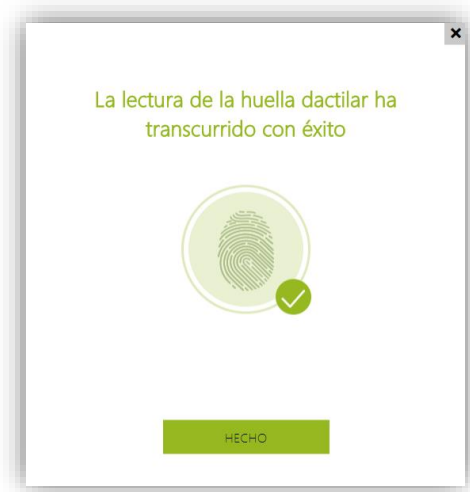 La lectura de la huella dactilar ha
transcurrido con éxito
HECHO